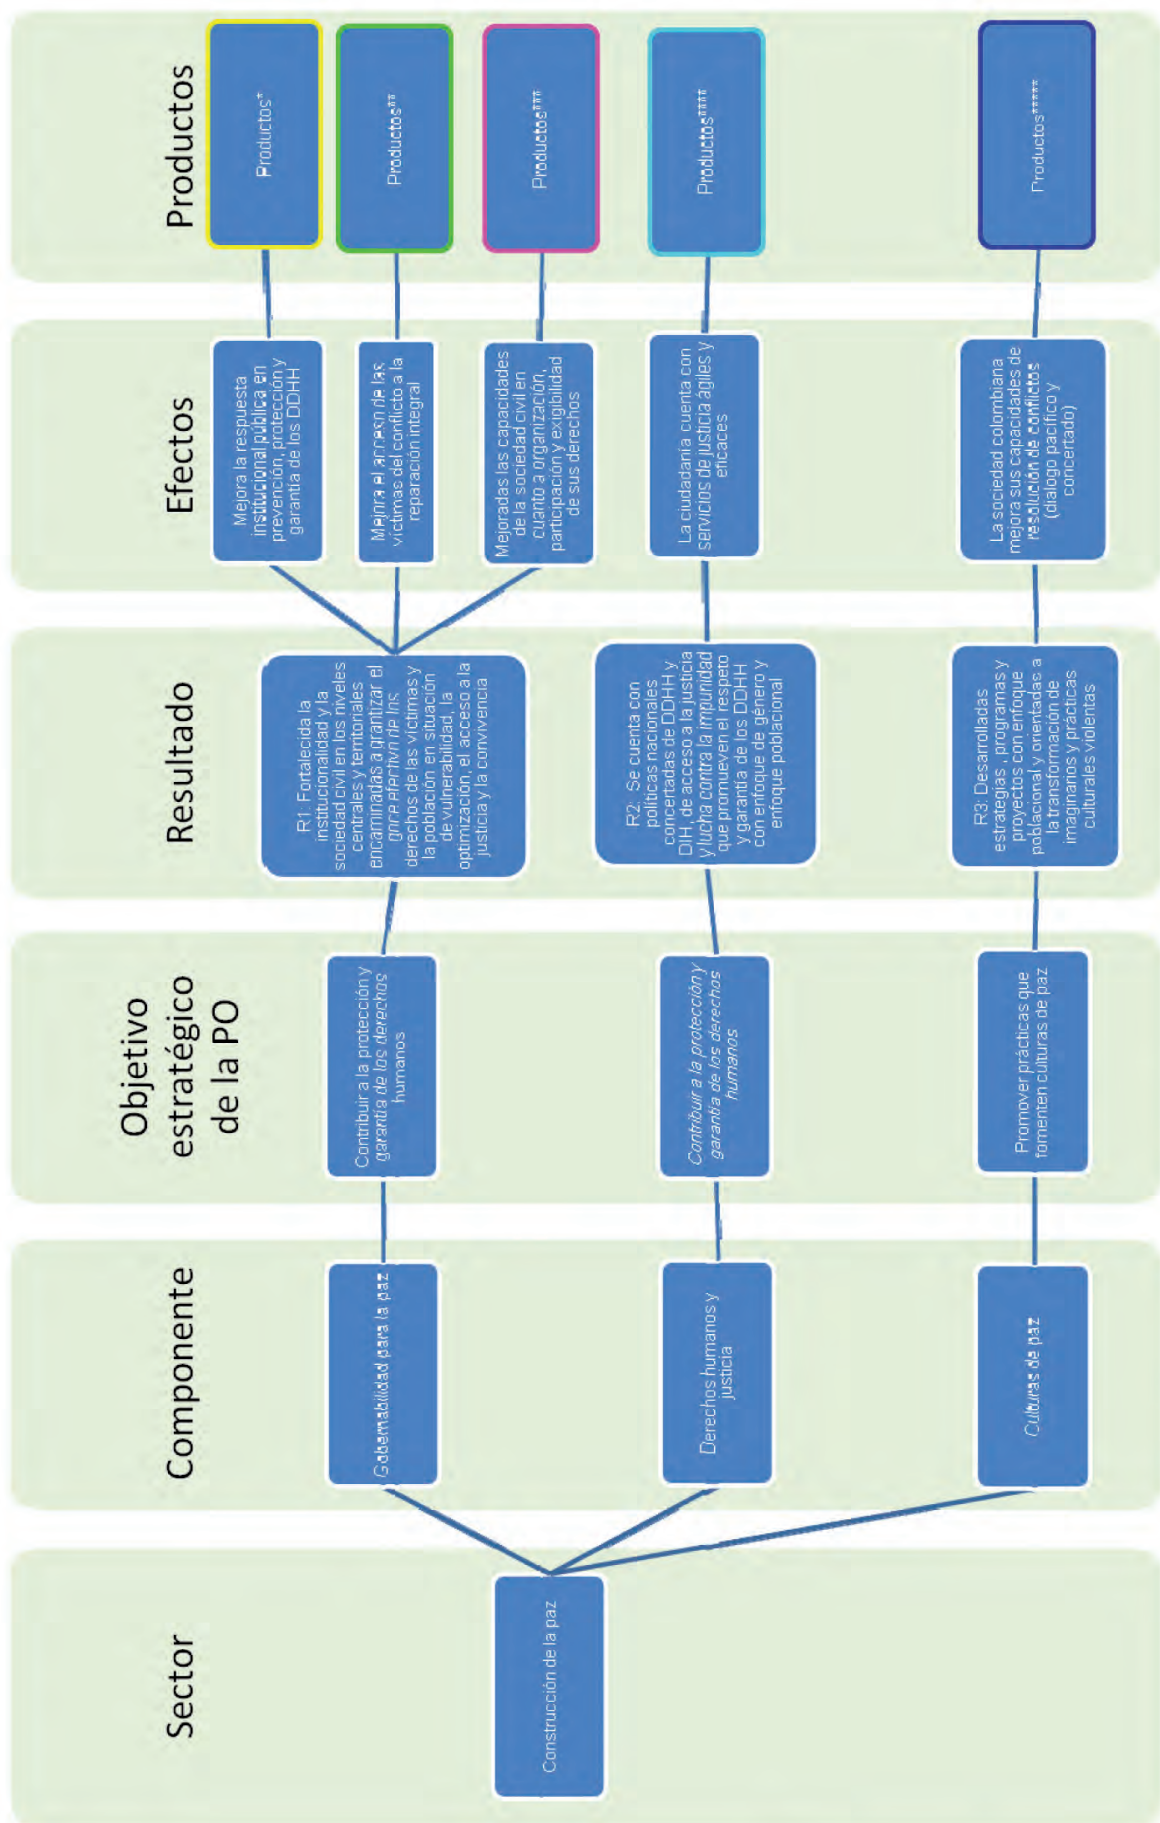 Sector
Componente
Objetivo
estratégico
de la PO
Resultado
Efectos
Productos
Construcción de la paz
Gobernabilidad para la paz
Contribuir a la protección y
garantía de los derechos
humanos
R1: Fortalecida la
institucionalidad y la
sociedad civil en los niveles
centrales y territoriales
encaminadas a grantizar el
goce efectivo de los
derechos de las víctimas y
la población en situación
de vulnerabilidad, la
optimización, el acceso a la
justicia y la convivencia
Mejora la respuesta
institucional pública en
prevención, protección y
garantía de los DDHH
Productos*
Mejora el acceso de las
víctimas del conflicto a la
reparación integral
Productos**
Mejoradas las capacidades
de la sociedad civil en
cuanto a organización,
participación y exigibilidad
de sus derechos
Productos***
Derechos humanos y
justicia
Contribuir a la protección y
garantía de los derechos
humanos
R2: Se cuenta con
políticas nacionales
concertadas de DDHH y
DIH, de acceso a la justicia
y lucha contra la impunidad
que promueven el respeto
y garantía de los DDHH
con enfoque de género y
enfoque poblacional
La ciudadanía cuenta con
servicios de justicia ágiles y
eficaces
Productos****
Culturas de paz
Promover prácticas que
fomenten culturas de paz
R3: Desarrolladas
estrategias , programas y
proyectos con enfoque
poblacional y orientadas a
la transformación de
imaginarios y prácticas
culturales violentas
La sociedad colombiana
mejora sus capacidades de
resolución de conflictos
(dialogo pacífico y
concertado)
Productos*****